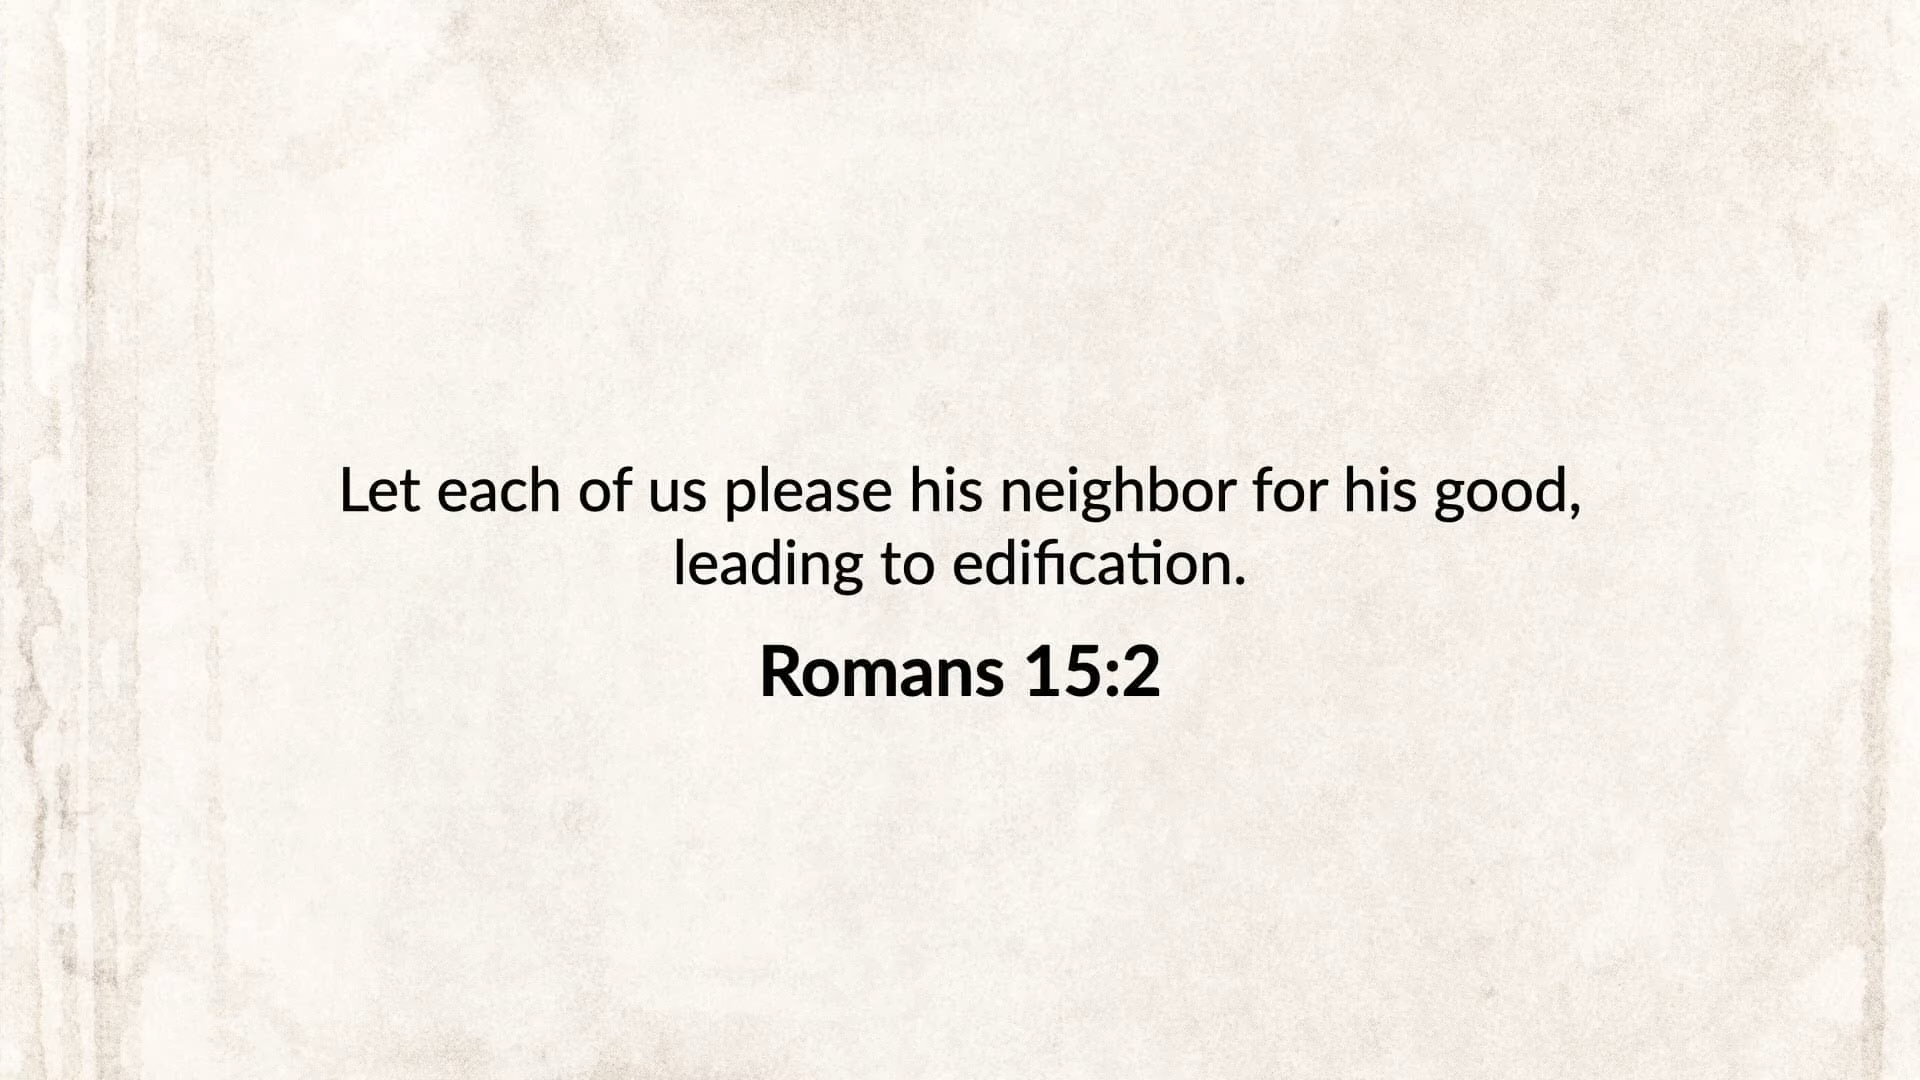 Let each of us please his neighbor for his good,
leading to edification.
Romans 15:2